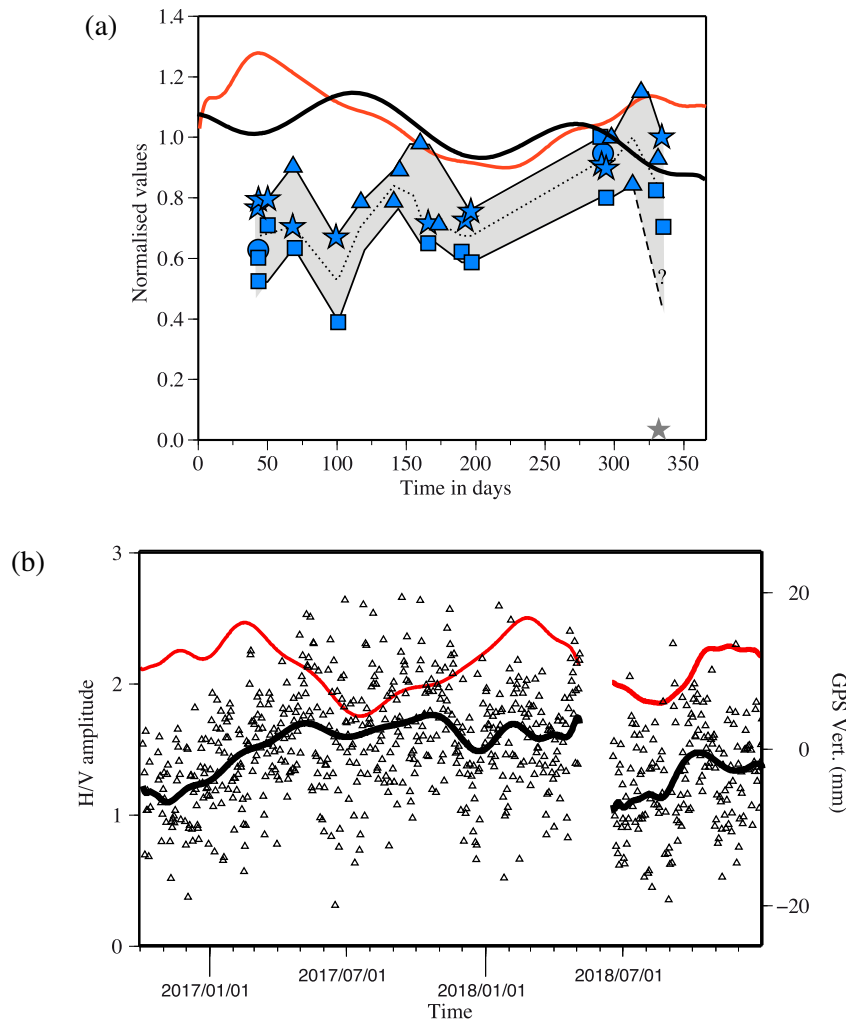 (a)
1.4
1.2
1.0
0.8
0.6
0.4
0.2
0.0
Normalised values
?
0 50 100 150 200 250 300 350
Time in days
(b)
3
2
1
0
H/V amplitude
20
0
−20
GPS Vert. (mm)
2017/01/01 2017/07/01 2018/01/01 2018/07/01
Time